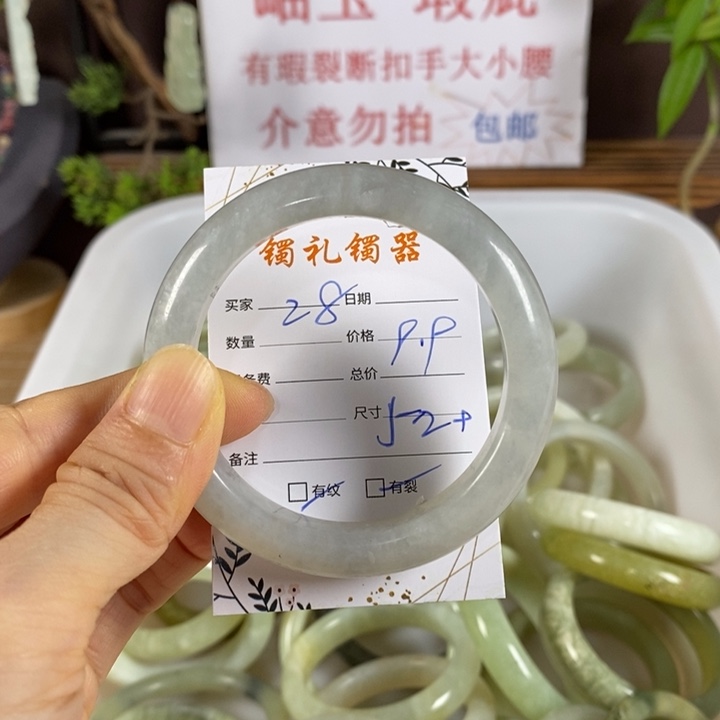 岫玉 瑕疵
有瑕裂断扣手大小腰
介意勿拍 包邮
镯礼镯器
买家 28 日期
数量 价格 9.9
务费 总价
尺寸 52+
备注
□有纹 □有裂